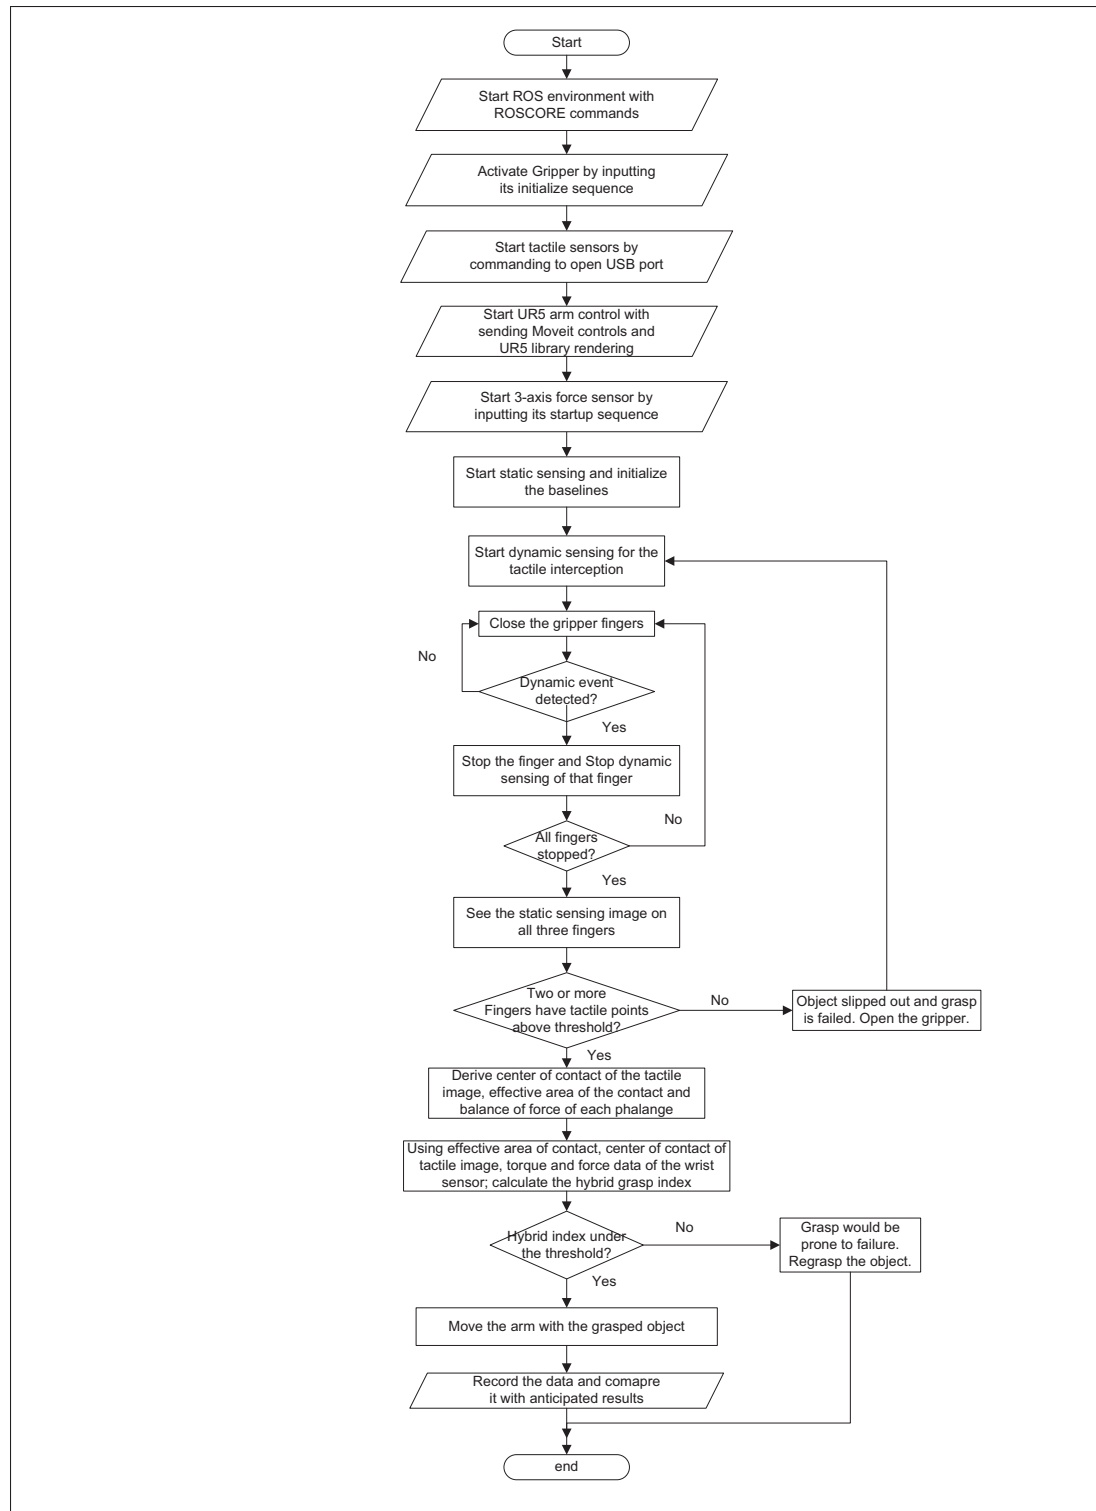 Start
Start ROS environment with
ROSCORE commands
Activate Gripper by inputting
its initialize sequence
Start tactile sensors by
commanding to open USB port
Start UR5 arm control with
sending Moveit controls and
UR5 library rendering
Start 3-axis force sensor by
inputting its startup sequence
Start static sensing and initialize
the baselines
Start dynamic sensing for the
tactile interception
Close the gripper fingers
No
Dynamic event
detected?
Yes
Stop the finger and Stop dynamic
sensing of that finger
No
All fingers
stopped?
Yes
See the static sensing image on
all three fingers
Two or more
Fingers have tactile points
above threshold?
No
Object slipped out and grasp
is failed. Open the gripper.
Yes
Derive center of contact of the tactile
image, effective area of the contact and
balance of force of each phalange
Using effective area of contact, center of contact of
tactile image, torque and force data of the wrist
sensor; calculate the hybrid grasp index
Hybrid index under
the threshold?
No
Grasp would be
prone to failure.
Regrasp the object.
Yes
Move the arm with the grasped object
Record the data and comapre
it with anticipated results
end